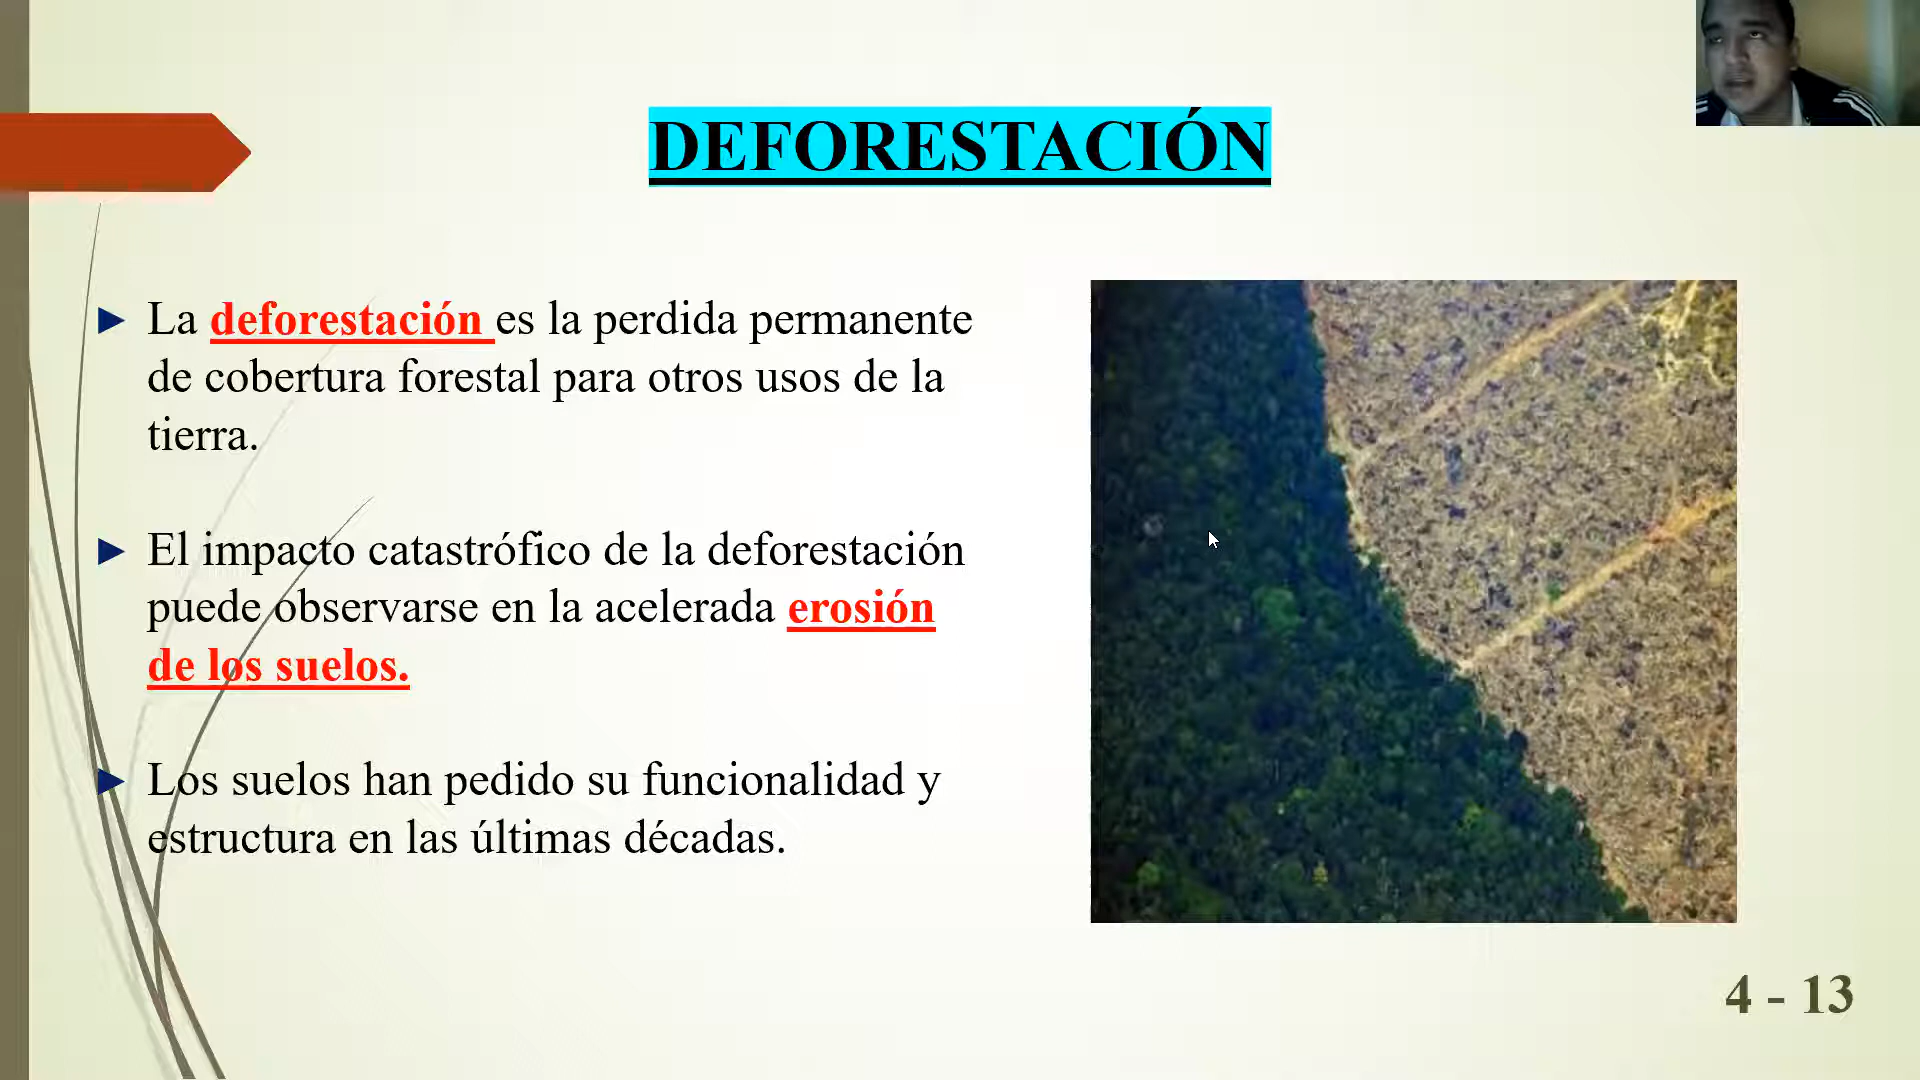 DEFORESTACIÓN
La deforestación es la perdida permanente
de cobertura forestal para otros usos de la
tierra.
El impacto catastrófico de la deforestación
puede observarse en la acelerada erosión
de los suelos.
Los suelos han pedido su funcionalidad y
estructura en las últimas décadas.
4 - 13